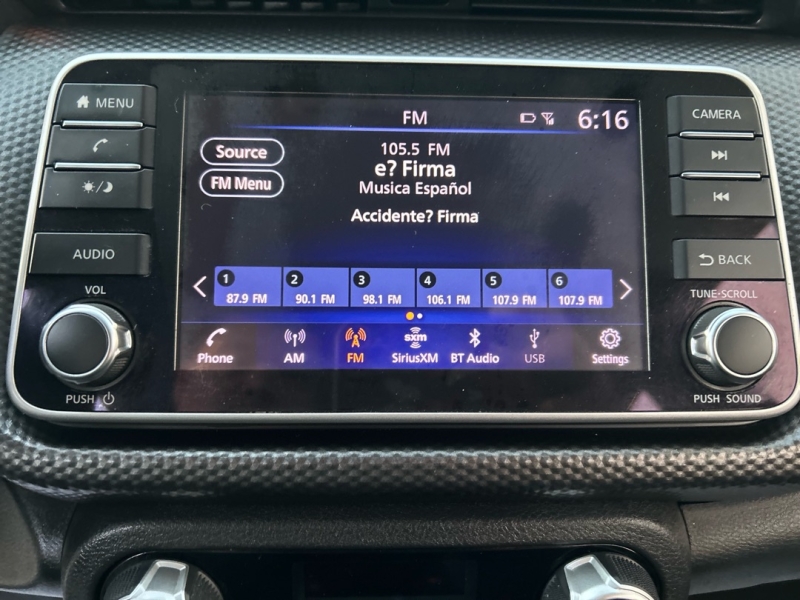 MENU
AUDIO
VOL
PUSH
FM
6:16
Source
FM Menu
105.5 FM
e? Firma
Musica Español
Accidente? Firma
1
87.9 FM
2
90.1 FM
3
98.1 FM
4
106.1 FM
5
107.9 FM
6
107.9 FM
Phone
AM
FM
sxm
SiriusXM
BT Audio
USB
Settings
CAMERA
BACK
TUNE·SCROLL
PUSH SOUND